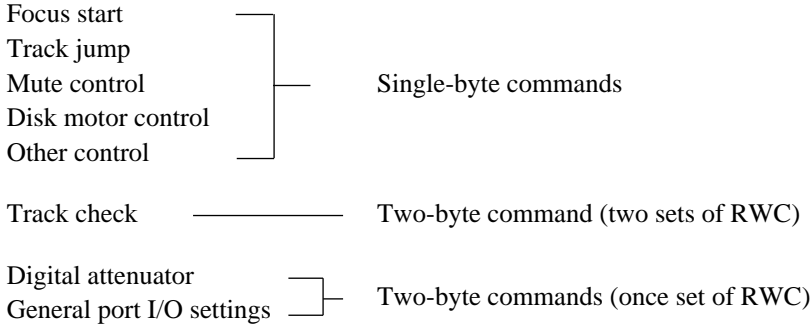 Focus start
Track jump
Mute control Single-byte commands
Disk motor control
Other control
Track check Two-byte command (two sets of RWC)
Digital attenuator
General port I/O settings Two-byte commands (once set of RWC)